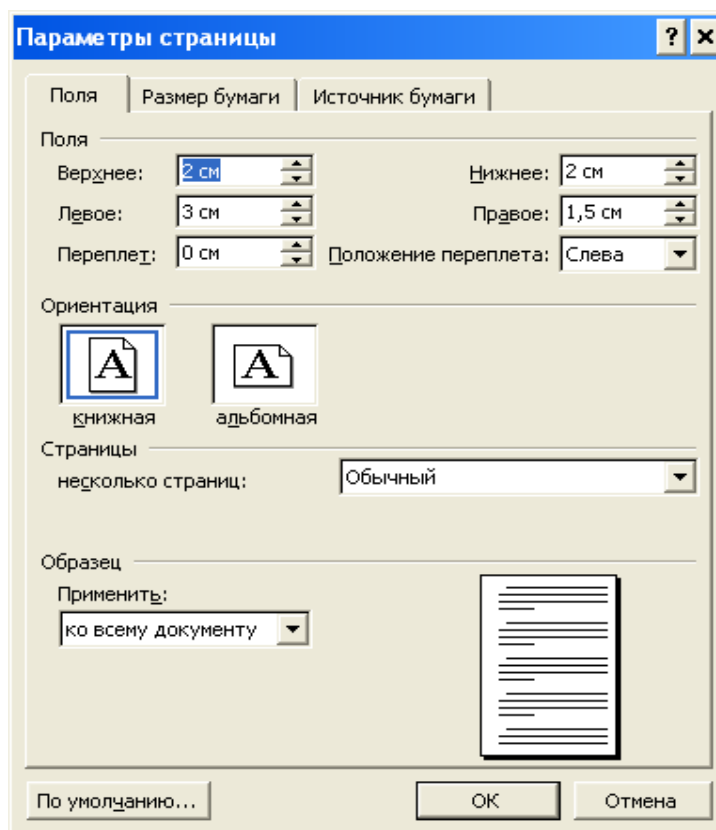 Параметры страницы ? ×
Поля Размер бумаги Источник бумаги
Поля
Верхнее: 2 см Нижнее: 2 см
Левое: 3 см Правое: 1,5 см
Переплет: 0 см Положение переплета: Слева
Ориентация
A A
книжная альбомная
Страницы
несколько страниц: Обычный
Образец
Применить:
ко всему документу
По умолчанию... ОК Отмена